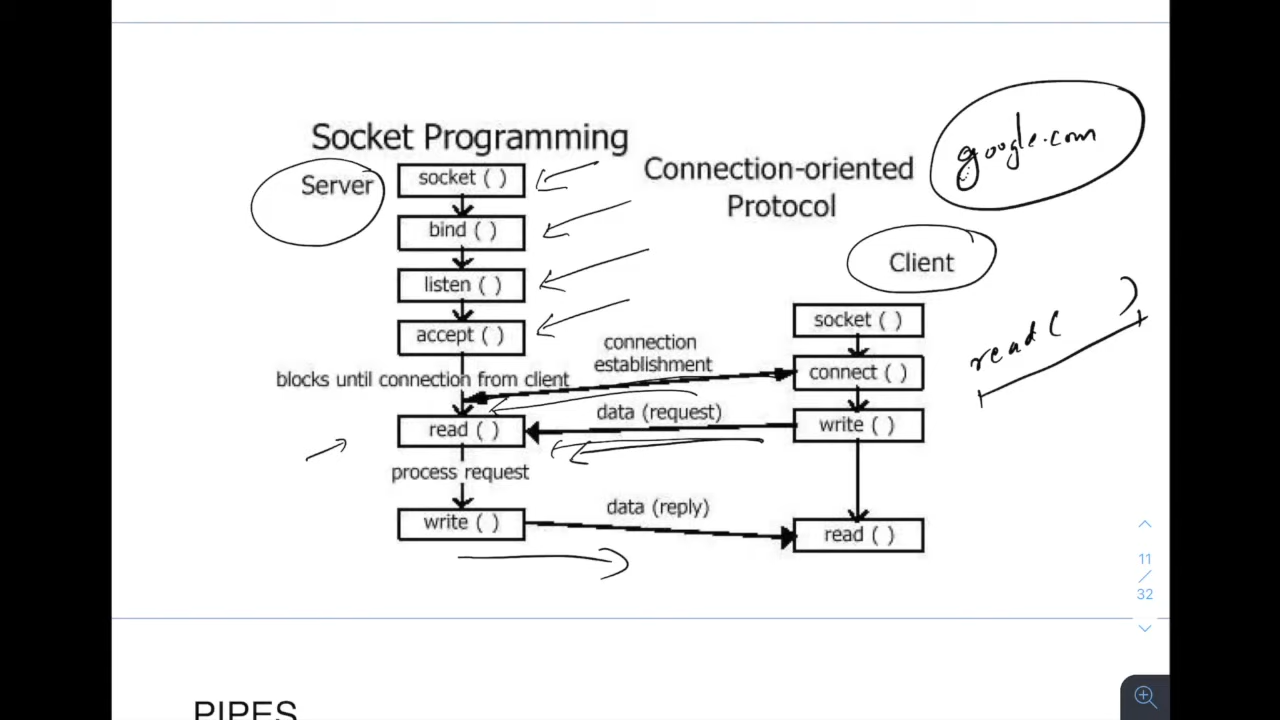 Socket Programming
Server
socket ( )
bind ( )
listen ( )
accept ( )
blocks until connection from client
read ( )
process request
write ( )
connection
establishment
data (request)
data (reply)
Connection-oriented
Protocol
google.com
Client
socket ( )
connect ( )
write ( )
read ( )
read( )
11
/
32
PIPES